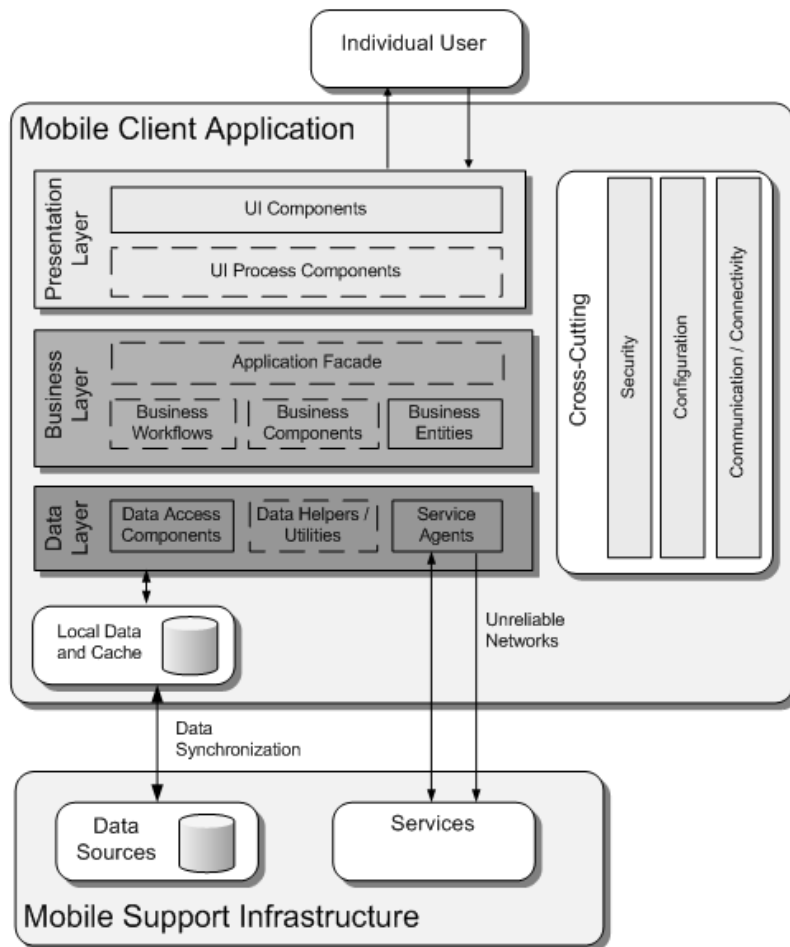 Individual User
Mobile Client Application
Presentation
Layer
UI Components
UI Process Components
Business
Layer
Application Facade
Business
Workflows
Business
Components
Business
Entities
Data
Layer
Data Access
Components
Data Helpers /
Utilities
Service
Agents
Cross-Cutting
Security
Configuration
Communication / Connectivity
Local Data
and Cache
Unreliable
Networks
Data
Synchronization
Data
Sources
Services
Mobile Support Infrastructure